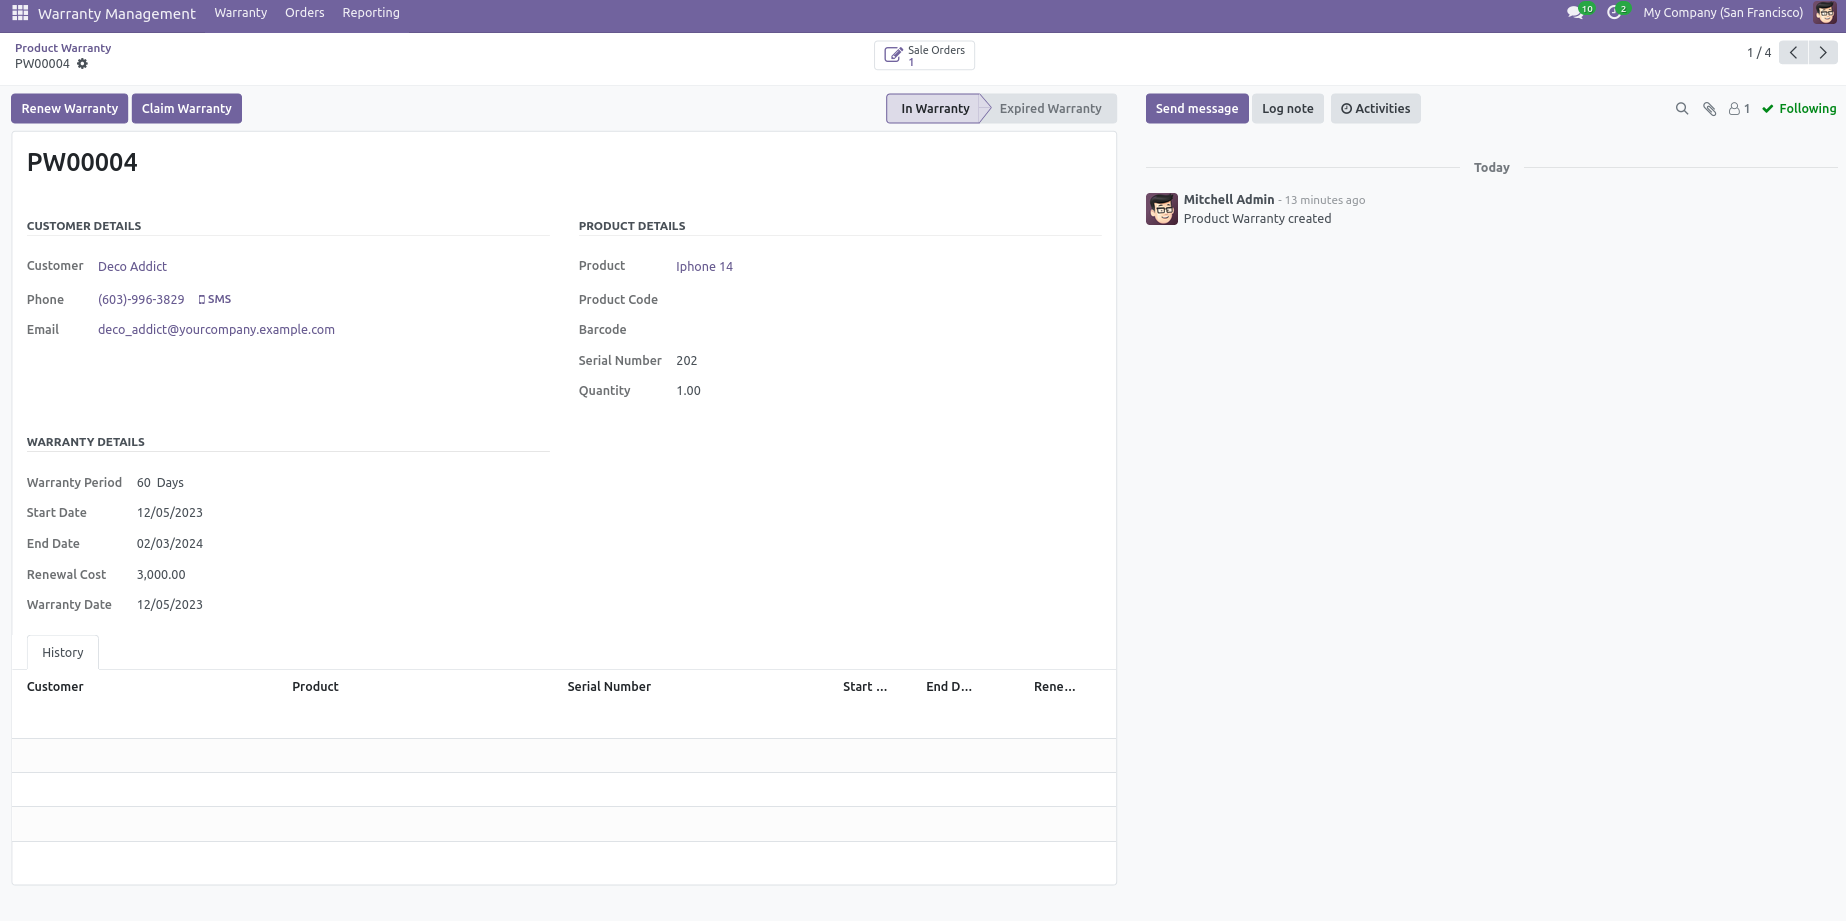 Warranty Management Warranty Orders Reporting 10 2 My Company (San Francisco)
Product Warranty
PW00004
Sale Orders
1
1 / 4
Renew Warranty Claim Warranty In Warranty Expired Warranty Send message Log note Activities 1 Following
PW00004
CUSTOMER DETAILS
Customer Deco Addict
Phone (603)-996-3829 SMS
Email deco_addict@yourcompany.example.com
PRODUCT DETAILS
Product Iphone 14
Product Code
Barcode
Serial Number 202
Quantity 1.00
WARRANTY DETAILS
Warranty Period 60 Days
Start Date 12/05/2023
End Date 02/03/2024
Renewal Cost 3,000.00
Warranty Date 12/05/2023
History
Customer Product Serial Number Start ... End D... Rene...
Today
Mitchell Admin - 13 minutes ago
Product Warranty created